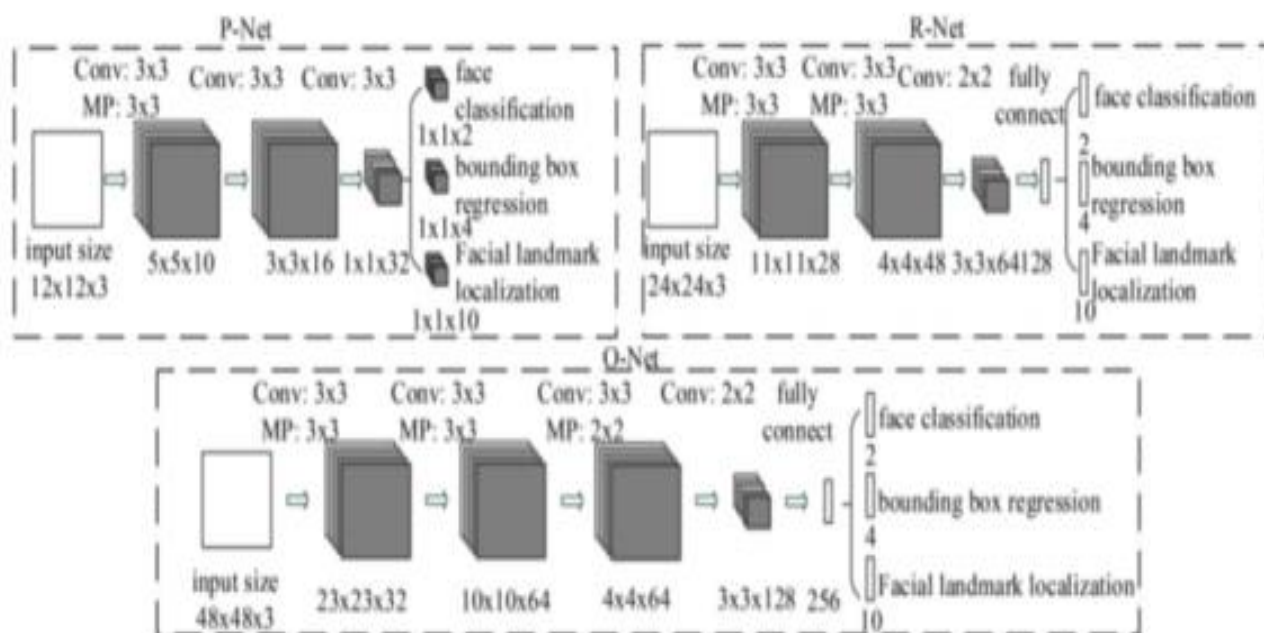 P-Net
Conv: 3x3 Conv: 3x3 Conv: 3x3
MP: 3x3
face
classification
1x1x2
bounding box
regression
1x1x4
Facial landmark
localization
1x1x10
input size
12x12x3
5x5x10
3x3x16
1x1x32
R-Net
Conv: 3x3 Conv: 3x3 Conv: 2x2 fully
MP: 3x3 MP: 3x3 connect
face classification
2
bounding box
regression
4
Facial landmark
localization
10
input size
24x24x3
11x11x28
4x4x48
3x3x64
128
O-Net
Conv: 3x3 Conv: 3x3 Conv: 3x3 Conv: 2x2 fully
MP: 3x3 MP: 3x3 MP: 2x2 connect
face classification
2
bounding box regression
4
Facial landmark localization
10
input size
48x48x3
23x23x32
10x10x64
4x4x64
3x3x128
256